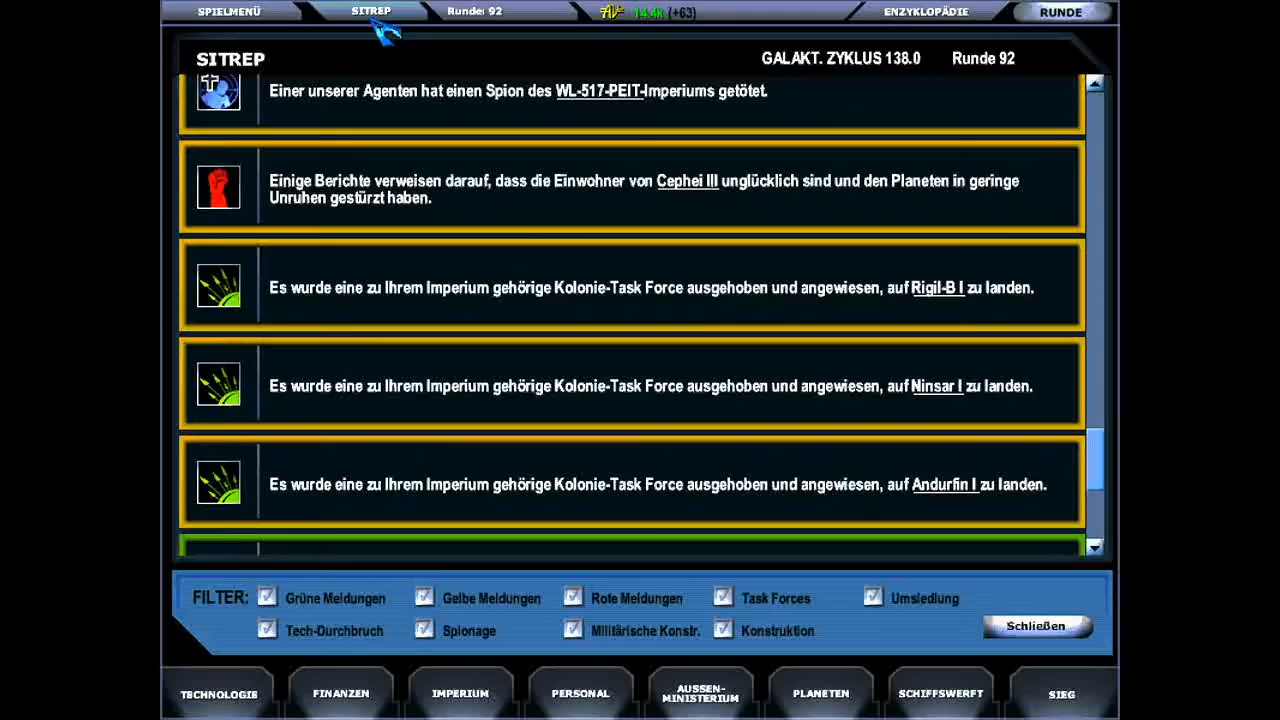 SPIELMENÜ
SITREP
Runde: 92
14.4k (+63)
ENZYKLOPÄDIE
RUNDE
SITREP
GALAKT. ZYKLUS 138.0
Runde 92
Einer unserer Agenten hat einen Spion des WL-517-PEIT-Imperiums getötet.
Einige Berichte verweisen darauf, dass die Einwohner von Cephei III unglücklich sind und den Planeten in geringe
Unruhen gestürzt haben.
Es wurde eine zu Ihrem Imperium gehörige Kolonie-Task Force ausgehoben und angewiesen, auf Rigil-B I zu landen.
Es wurde eine zu Ihrem Imperium gehörige Kolonie-Task Force ausgehoben und angewiesen, auf Ninsar I zu landen.
Es wurde eine zu Ihrem Imperium gehörige Kolonie-Task Force ausgehoben und angewiesen, auf Andurfin I zu landen.
FILTER:
Grüne Meldungen
Gelbe Meldungen
Rote Meldungen
Task Forces
Umsiedlung
Tech-Durchbruch
Spionage
Militärische Konstr.
Konstruktion
Schließen
TECHNOLOGIE
FINANZEN
IMPERIUM
PERSONAL
AUSSEN-
MINISTERIUM
PLANETEN
SCHIFFSWERFT
SIEG